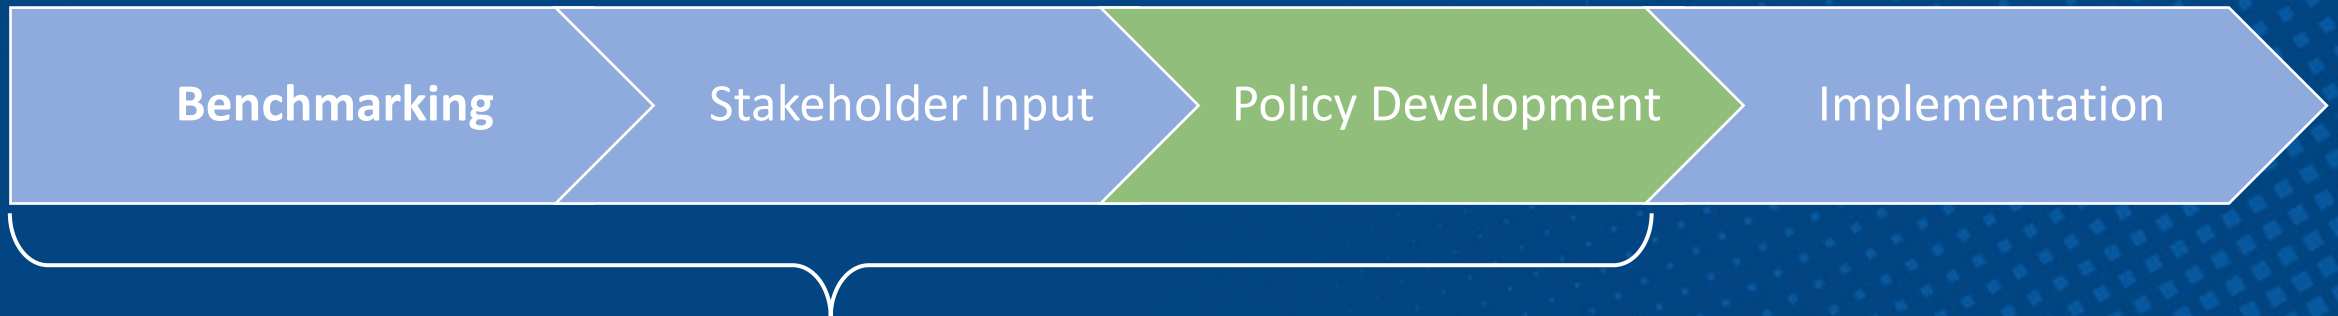 Benchmarking
Stakeholder Input
Policy Development
Implementation